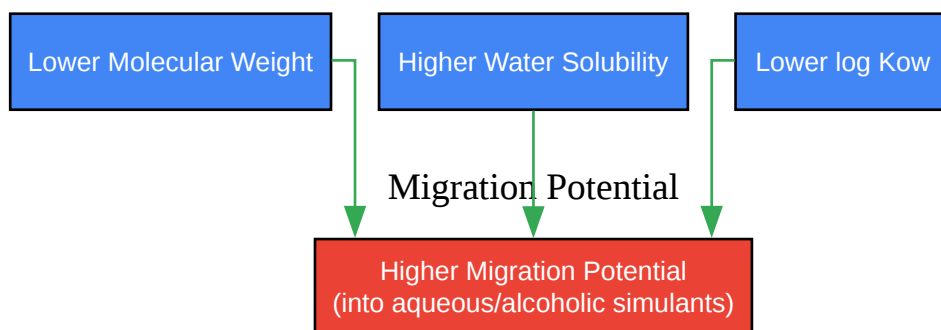 Lower Molecular Weight
Higher Water Solubility
Lower log Kow
Migration Potential
Higher Migration Potential
(into aqueous/alcoholic simulants)